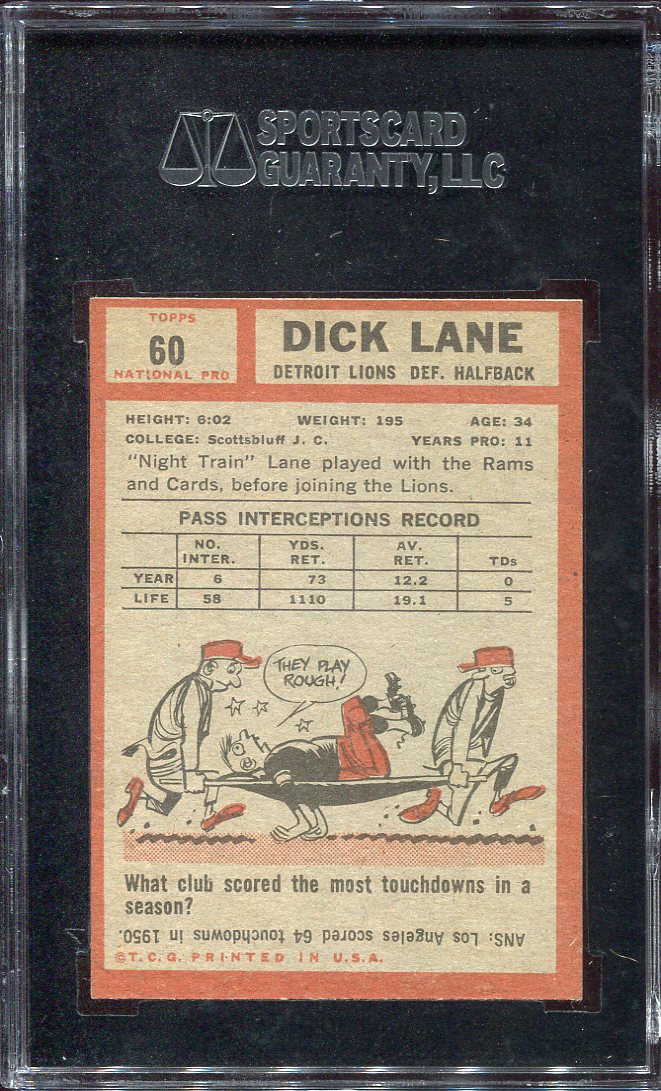 SPORTSCARD
GUARANTY, LLC
TOPPS
60
NATIONAL PRO
DICK LANE
DETROIT LIONS DEF. HALFBACK
HEIGHT: 6:02 WEIGHT: 195 AGE: 34
COLLEGE: Scottsbluff J. C. YEARS PRO: 11
"Night Train" Lane played with the Rams
and Cards, before joining the Lions.
PASS INTERCEPTIONS RECORD
NO. INTER. YDS. RET. AV. RET. TDs
YEAR 6 73 12.2 0
LIFE 58 1110 19.1 5
THEY PLAY
ROUGH!
What club scored the most touchdowns in a
season?
ANS: Los Angeles scored 64 touchdowns in 1950.
©T.C.G. PRINTED IN U.S.A.